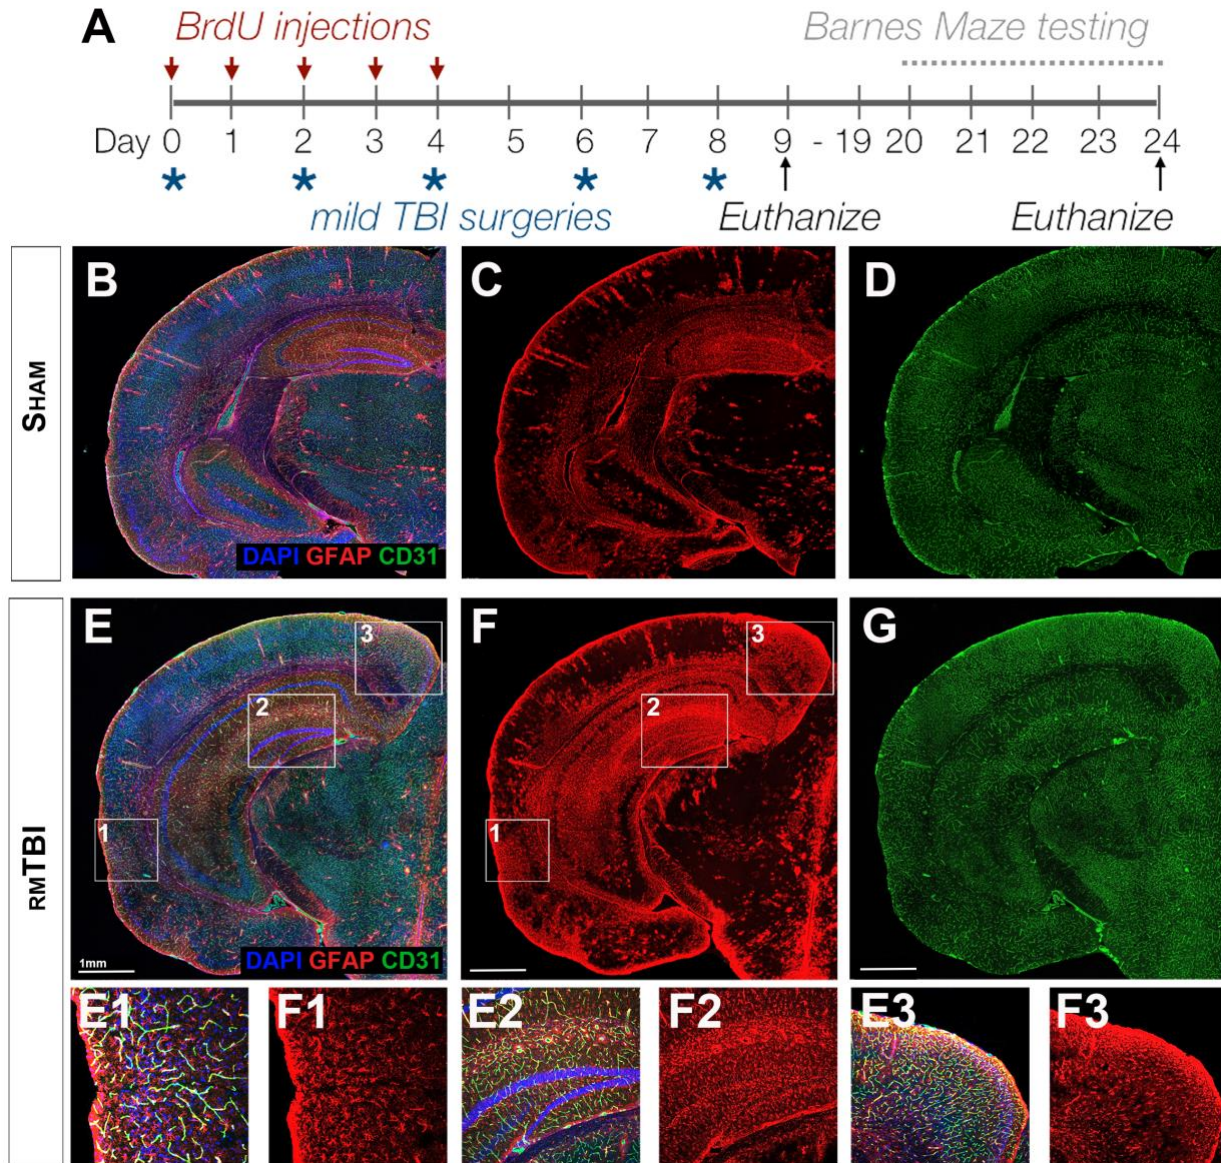 A
BrdU injections
Barnes Maze testing
Day 0 1 2 3 4 5 6 7 8 9 - 19 20 21 22 23 24
* * * * *
mild TBI surgeries
Euthanize
Euthanize
SHAM
B
C
D
DAPI GFAP CD31
RMTBI
E
F
G
3
3
2
2
1
1
1mm
DAPI GFAP CD31
E1
F1
E2
F2
E3
F3